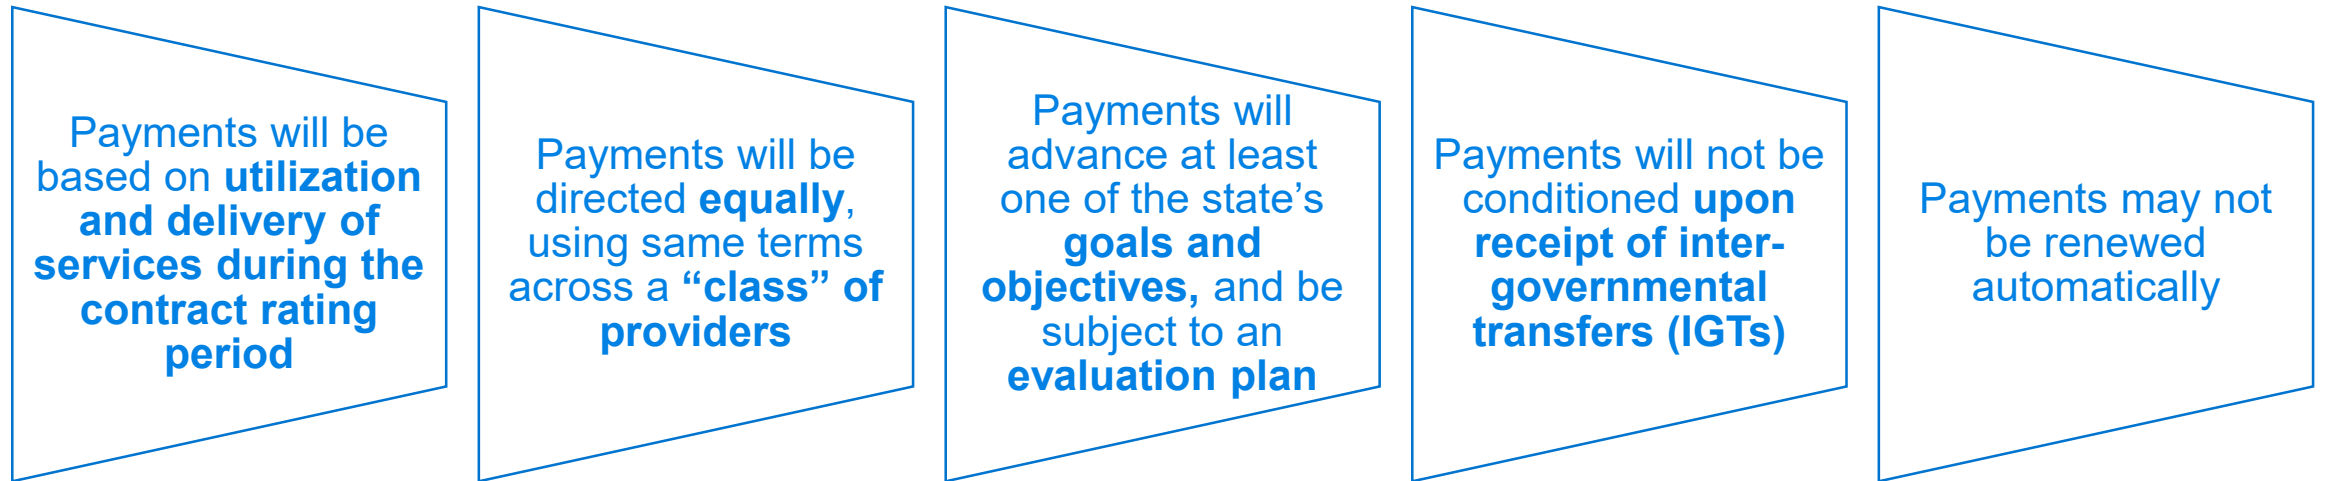 Payments will be
based on utilization
and delivery of
services during the
contract rating
period
Payments will be
directed equally,
using same terms
across a “class” of
providers
Payments will
advance at least
one of the state’s
goals and
objectives, and be
subject to an
evaluation plan
Payments will not be
conditioned upon
receipt of inter-
governmental
transfers (IGTs)
Payments may not
be renewed
automatically